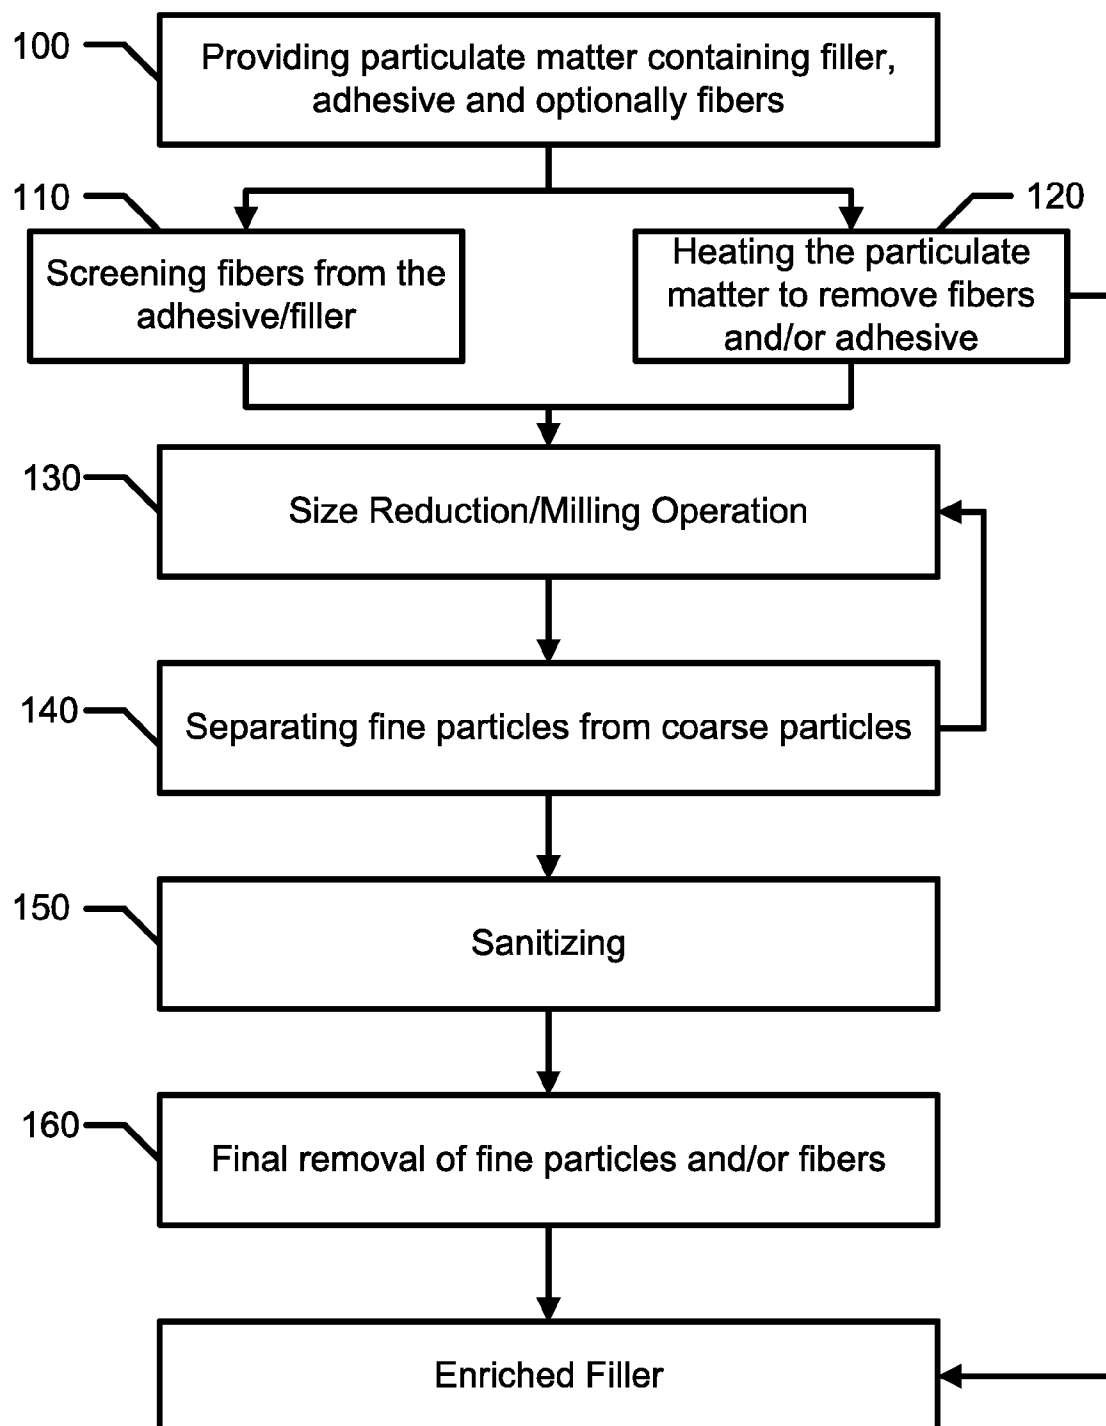 100
Providing particulate matter containing filler,
adhesive and optionally fibers
110
Screening fibers from the
adhesive/filler
120
Heating the particulate
matter to remove fibers
and/or adhesive
130
Size Reduction/Milling Operation
140
Separating fine particles from coarse particles
150
Sanitizing
160
Final removal of fine particles and/or fibers
Enriched Filler